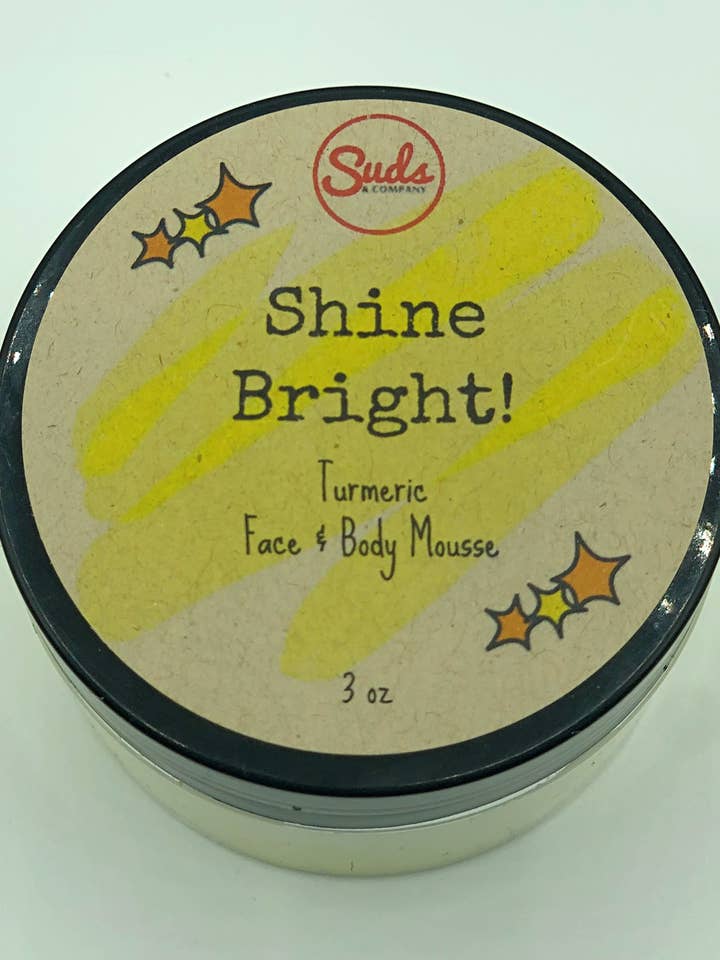 Suds
& COMPANY
Shine
Bright!
Turmeric
Face & Body Mousse
3 oz